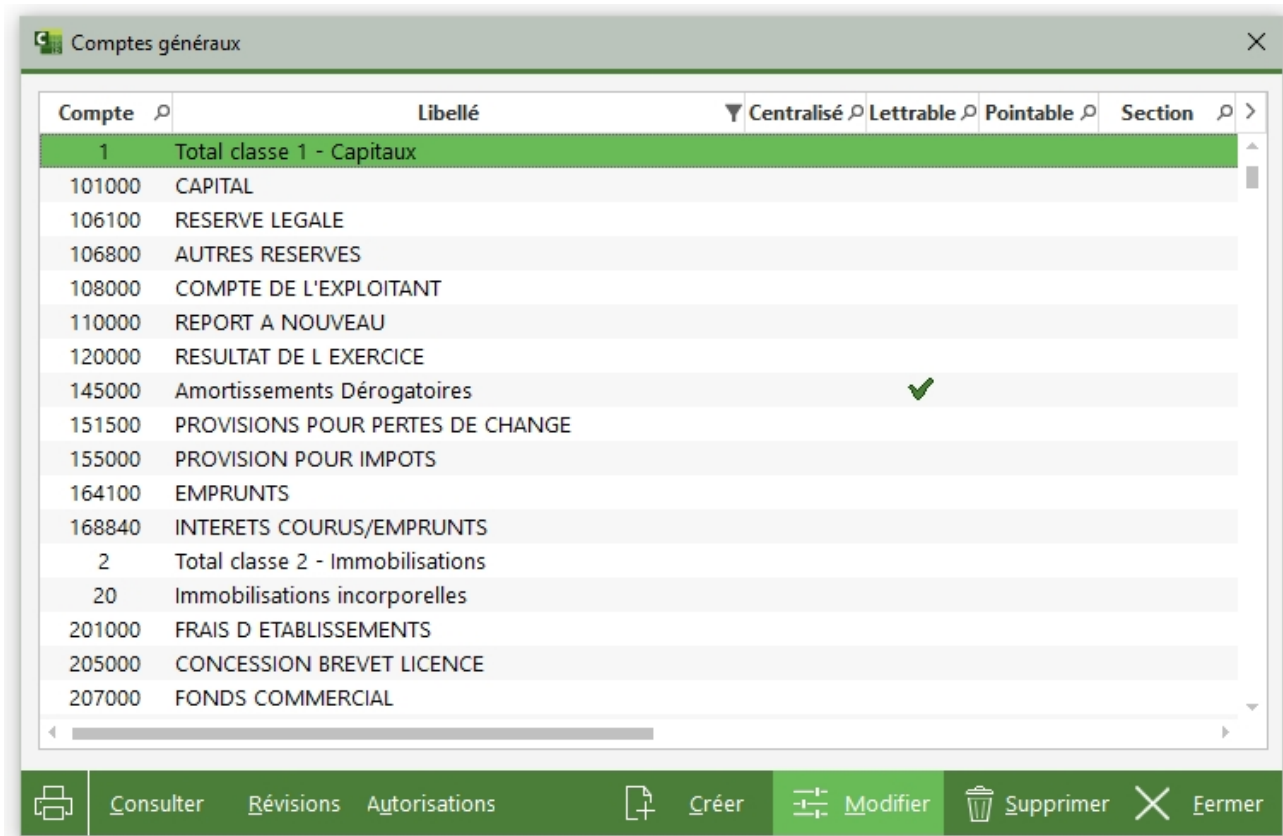 Comptes généraux
Compte Libellé Centralisé Lettrable Pointable Section
1 Total classe 1 - Capitaux
101000 CAPITAL
106100 RESERVE LEGALE
106800 AUTRES RESERVES
108000 COMPTE DE L'EXPLOITANT
110000 REPORT A NOUVEAU
120000 RESULTAT DE L EXERCICE
145000 Amortissements Dérogatoires
151500 PROVISIONS POUR PERTES DE CHANGE
155000 PROVISION POUR IMPOTS
164100 EMPRUNTS
168840 INTERETS COURUS/EMPRUNTS
2 Total classe 2 - Immobilisations
20 Immobilisations incorporelles
201000 FRAIS D ETABLISSEMENTS
205000 CONCESSION BREVET LICENCE
207000 FONDS COMMERCIAL
Consulter Révisions Autorisations Créer Modifier Supprimer Fermer